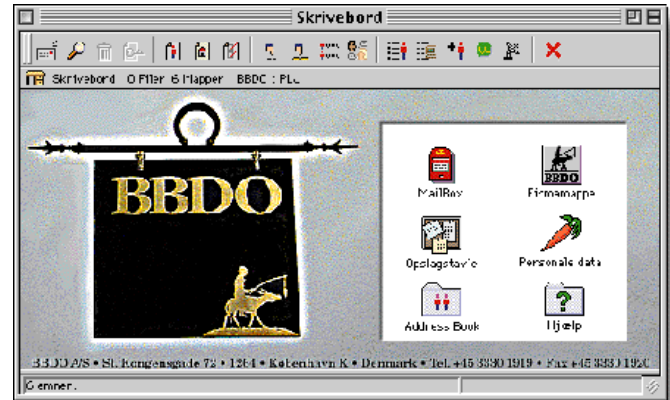 Skrivebord
Skrivebord 0 Filer 6 Mapper BBDO : PLC
BBDO
MailBox
BBDO
Firmamappe
Opslagstavle
Personale data
Address Book
Hjælp
BBDO A/S • St. Kongensgade 72 • 1264 • København K • Denmark • Tel. +45 3330 1919 • Fax +45 3330 1920
6 emner.